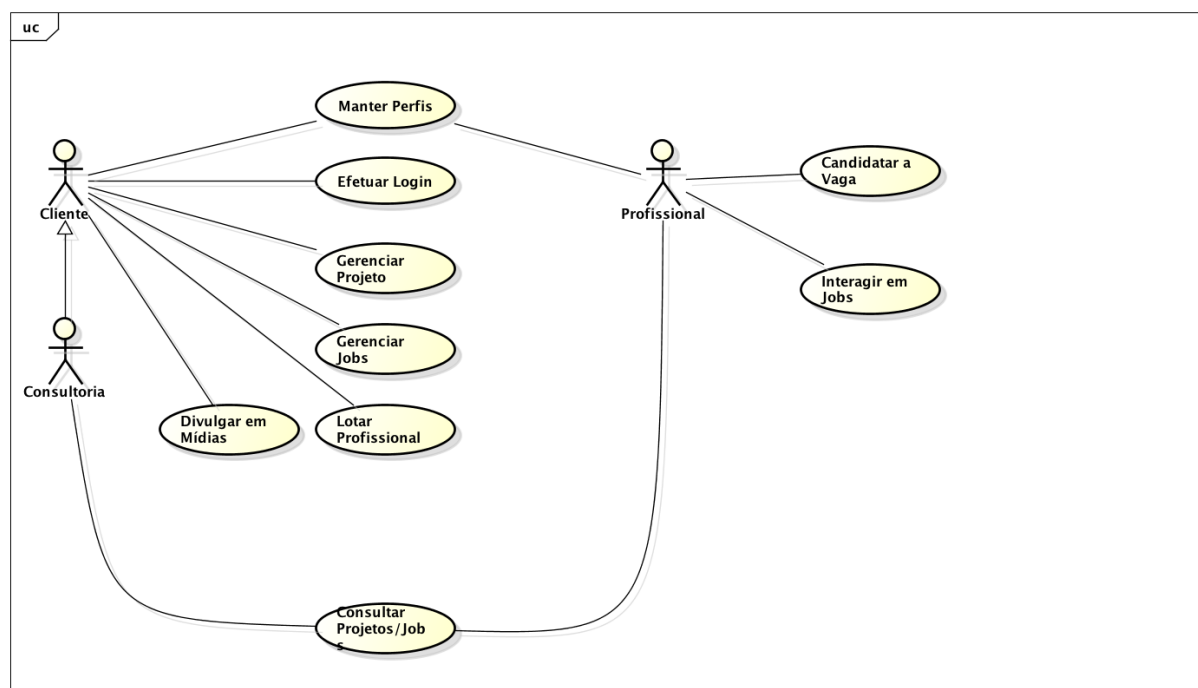 uc
Manter Perfis
Efetuar Login
Candidatar a
Vaga
Cliente
Profissional
Gerenciar
Projeto
Interagir em
Jobs
Gerenciar
Jobs
Consultoria
Divulgar em
Mídias
Lotar
Profissional
Consultar
Projetos/Job
s